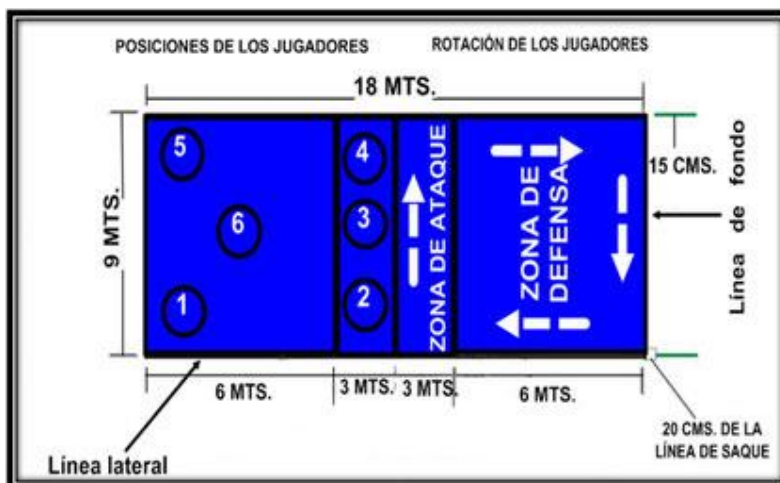 POSICIONES DE LOS JUGADORES
ROTACIÓN DE LOS JUGADORES
18 MTS.
9 MTS.
5
4
6
3
1
2
ZONA DE ATAQUE
ZONA DE
DEFENSA
15 CMS.
Línea de fondo
6 MTS.
3 MTS.
3 MTS.
6 MTS.
Línea lateral
20 CMS. DE LA
LÍNEA DE SAQUE